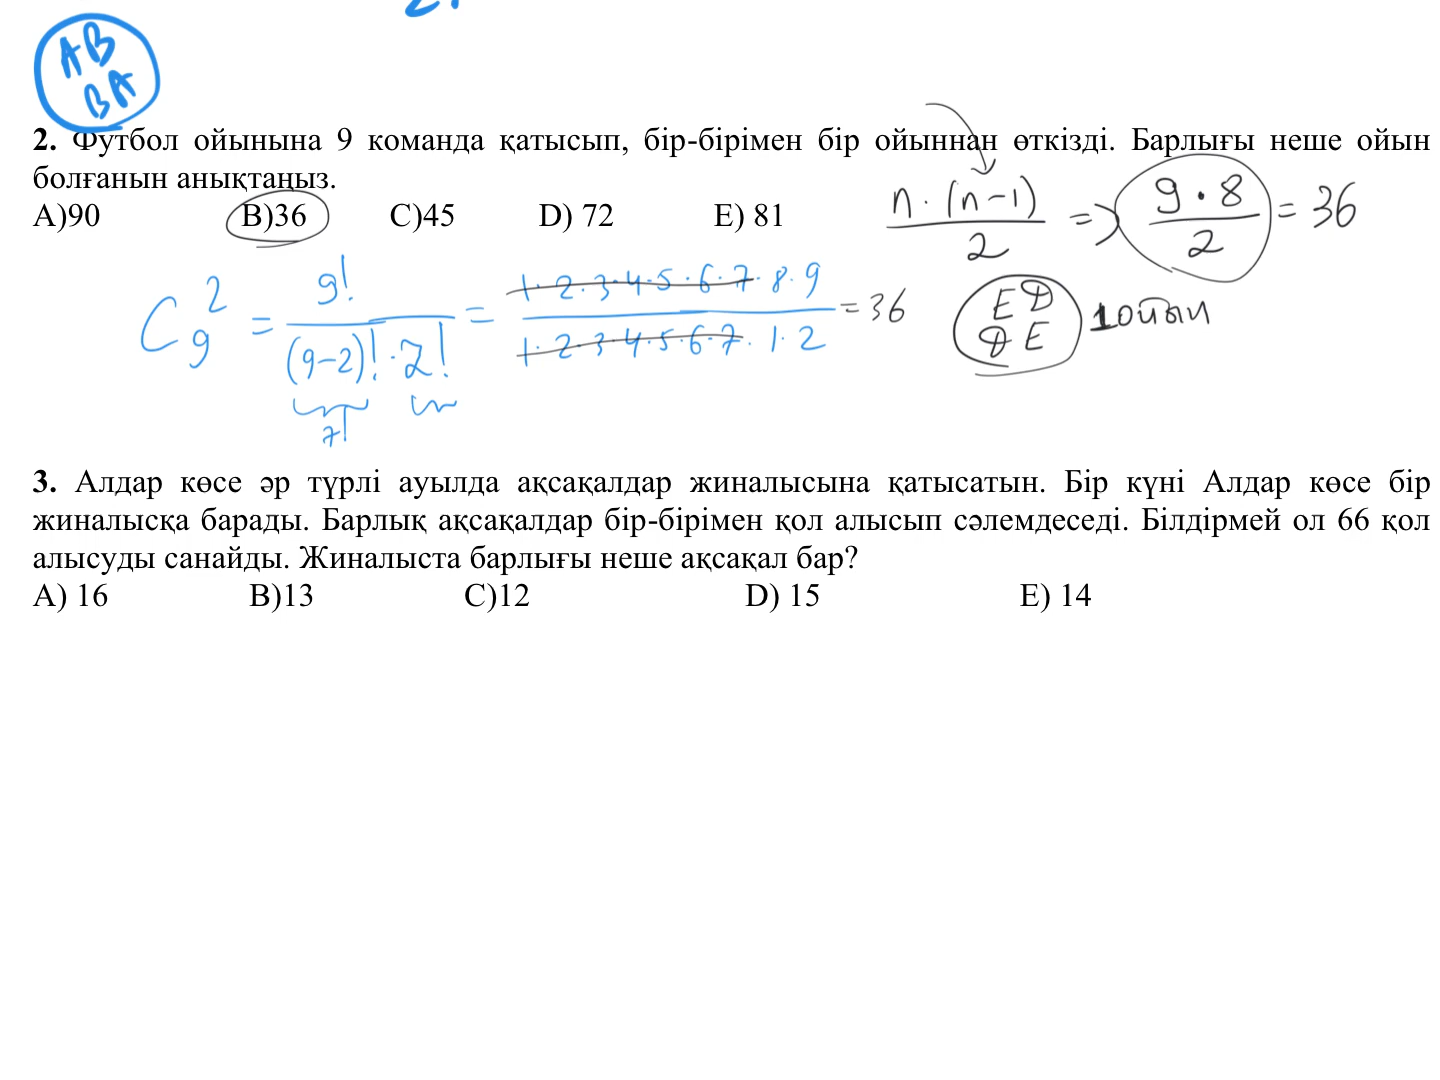 AB
BA
2. Футбол ойынына 9 команда қатысып, бір-бірімен бір ойыннан өткізді. Барлығы неше ойын
болғанын анықтаңыз.
A)90 B)36 C)45 D) 72 E) 81
n·(n-1)/2 => 9·8/2 = 36
C₉² = 9!/((9-2)!·2!) = 1·2·3·4·5·6·7·8·9/1·2·3·4·5·6·7·1·2 = 36
7!
ED
DE
1 ойын
3. Алдар көсе әр түрлі ауылда ақсақалдар жиналысына қатысатын. Бір күні Алдар көсе бір
жиналысқа барады. Барлық ақсақалдар бір-бірімен қол алысып сәлемдеседі. Білдірмей ол 66 қол
алысуды санайды. Жиналыста барлығы неше ақсақал бар?
A) 16 B)13 C)12 D) 15 E) 14